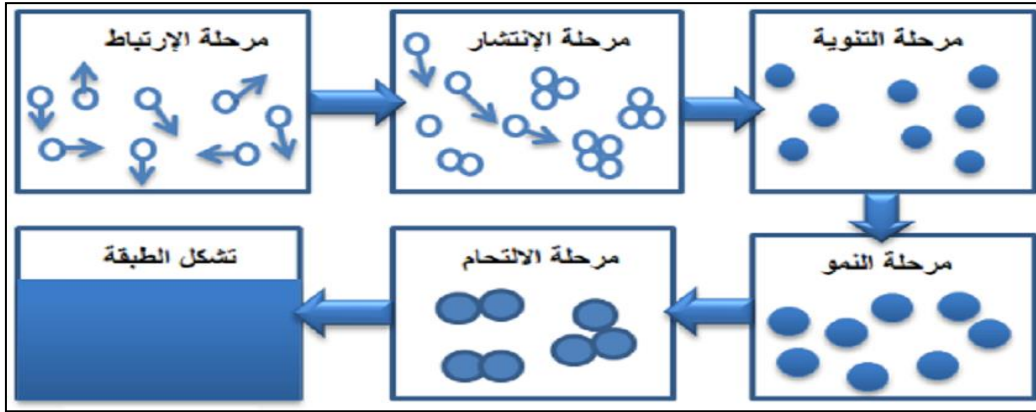 مرحلة الإرتباط
مرحلة الإنتشار
مرحلة التنوية
مرحلة النمو
مرحلة الالتحام
تشكل الطبقة